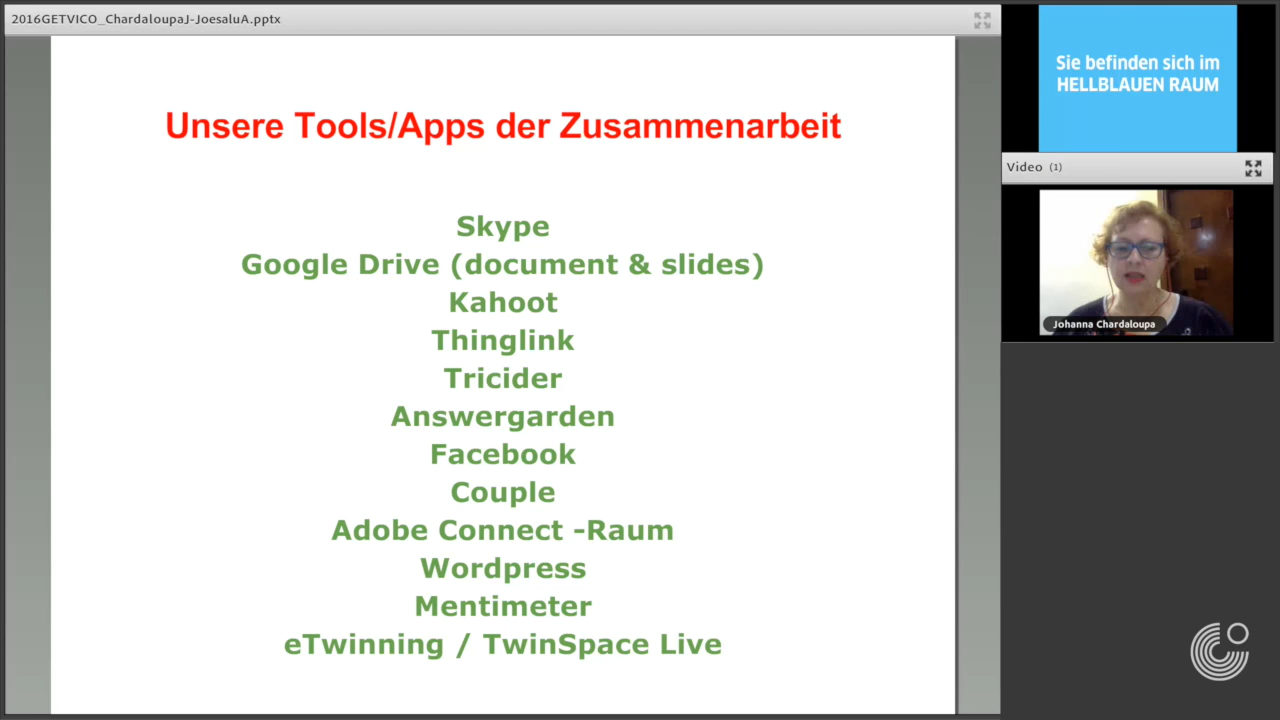 2016GETVICO_ChardaloupaJ-JoesaluA.pptx
Unsere Tools/Apps der Zusammenarbeit
Skype
Google Drive (document & slides)
Kahoot
Thinglink
Tricider
Answergarden
Facebook
Couple
Adobe Connect -Raum
Wordpress
Mentimeter
eTwinning / TwinSpace Live
Sie befinden sich im
HELLBLAUEN RAUM
Video (1)
Johanna Chardaloupa